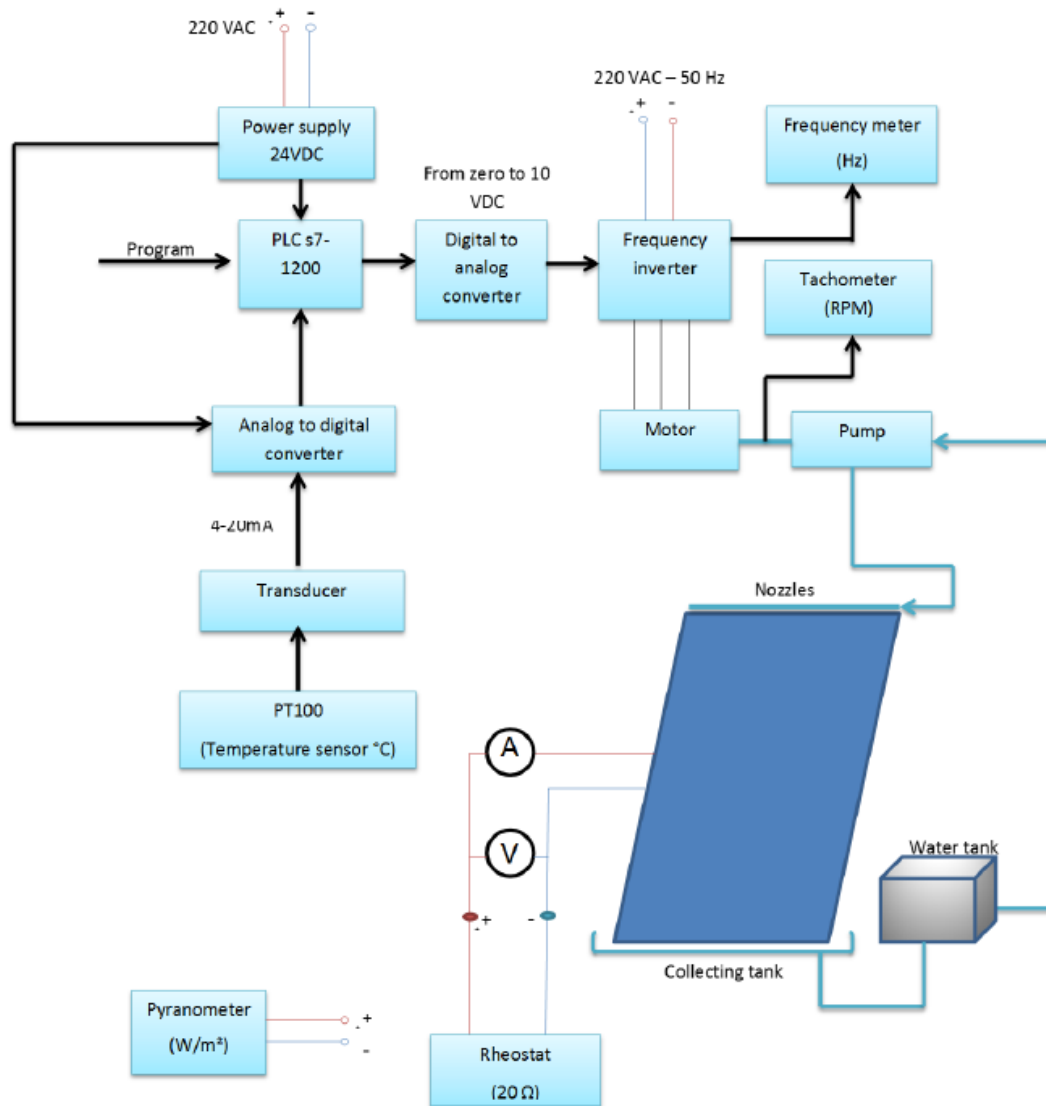 220 VAC
+
-
220 VAC – 50 Hz
+
-
Power supply
24VDC
Frequency meter
(Hz)
From zero to 10
VDC
Program
PLC s7-
1200
Digital to
analog
converter
Frequency
inverter
Tachometer
(RPM)
Analog to digital
converter
Motor
Pump
4-20mA
Transducer
Nozzles
PT100
(Temperature sensor °C)
A
V
Water tank
+
-
Collecting tank
Pyranometer
(W/m²)
+
-
Rheostat
(20 Ω)